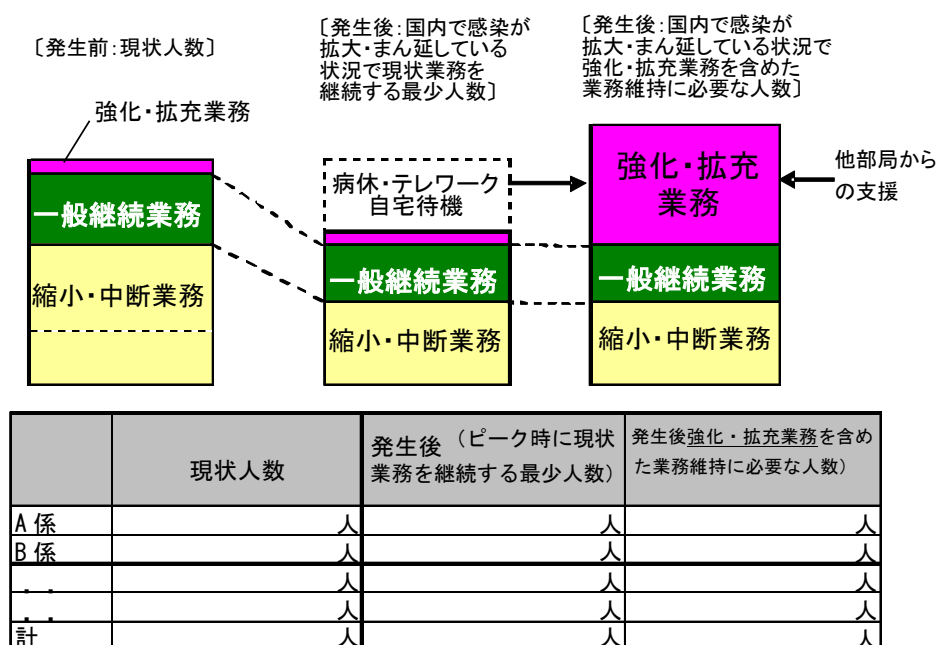 〔発生前:現状人数〕
〔発生後:国内で感染が
拡大・まん延している
状況で現状業務を
継続する最少人数〕
〔発生後:国内で感染が
拡大・まん延している状況で
強化・拡充業務を含めた
業務維持に必要な人数〕
強化・拡充業務
一般継続業務
縮小・中断業務
病休・テレワーク
自宅待機
一般継続業務
縮小・中断業務
強化・拡充
業務
一般継続業務
縮小・中断業務
他部局から
の支援
現状人数
発生後（ピーク時に現状
業務を継続する最少人数）
発生後強化・拡充業務を含め
た業務維持に必要な人数）
A係 人 人 人
B係 人 人 人
．． 人 人 人
．． 人 人 人
計 人 人 人